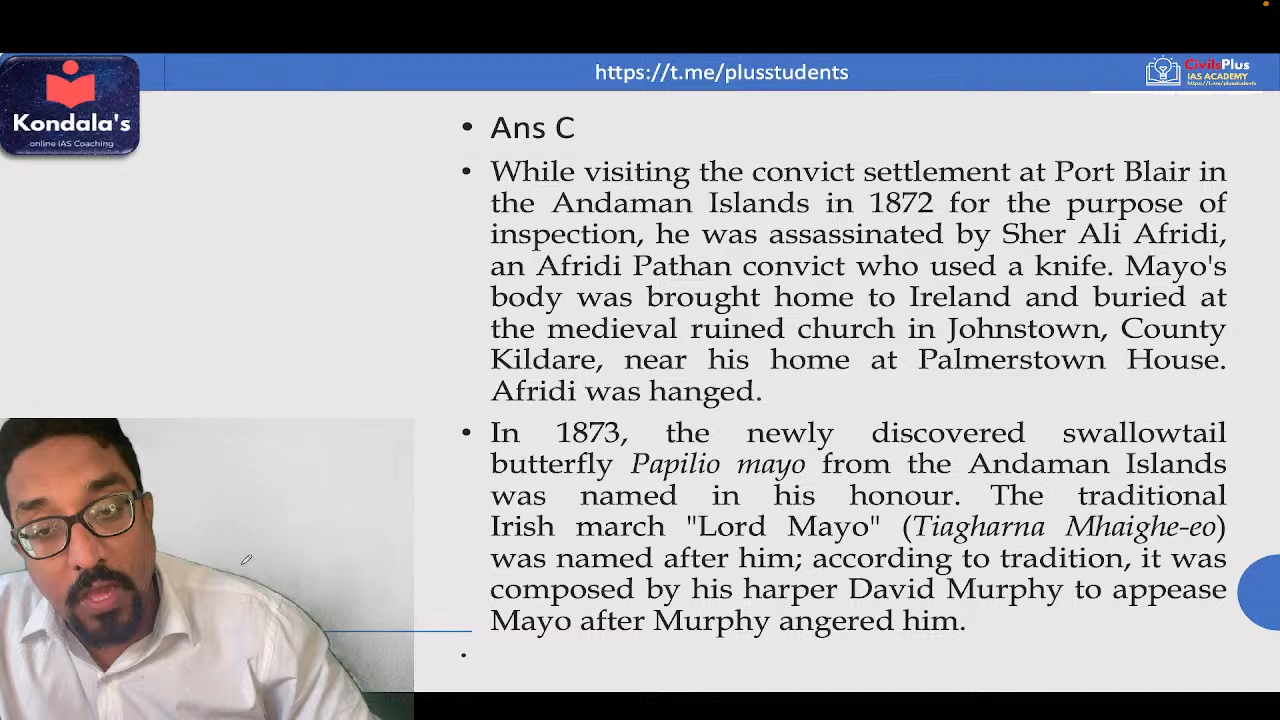 https://t.me/plusstudents
CivilsPlus
IAS ACADEMY
https://t.me/plusstudents
Kondala's
online IAS Coaching
• Ans C
• While visiting the convict settlement at Port Blair in
the Andaman Islands in 1872 for the purpose of
inspection, he was assassinated by Sher Ali Afridi,
an Afridi Pathan convict who used a knife. Mayo's
body was brought home to Ireland and buried at
the medieval ruined church in Johnstown, County
Kildare, near his home at Palmerstown House.
Afridi was hanged.
• In 1873, the newly discovered swallowtail
butterfly Papilio mayo from the Andaman Islands
was named in his honour. The traditional
Irish march "Lord Mayo" (Tiagharna Mhaighe-eo)
was named after him; according to tradition, it was
composed by his harper David Murphy to appease
Mayo after Murphy angered him.
•